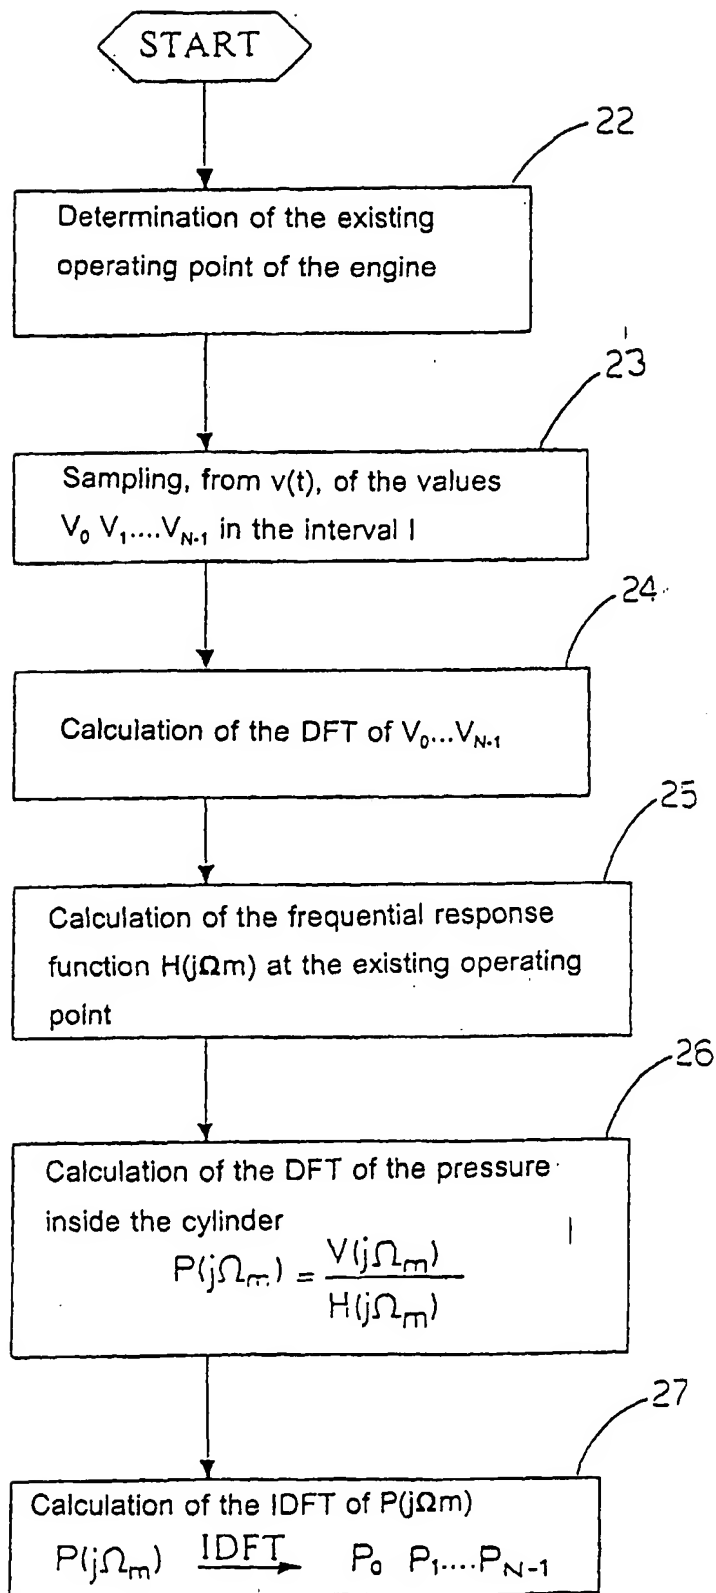 START
22
Determination of the existing
operating point of the engine
23
Sampling, from v(t), of the values
V₀ V₁....V_N-1 in the interval I
24
Calculation of the DFT of V₀...V_N-1
25
Calculation of the frequential response
function H(jΩm) at the existing operating
point
26
Calculation of the DFT of the pressure
inside the cylinder
P(jΩm) = V(jΩm) / H(jΩm)
27
Calculation of the IDFT of P(jΩm)
P(jΩm) IDFT → P₀ P₁....P_N-1